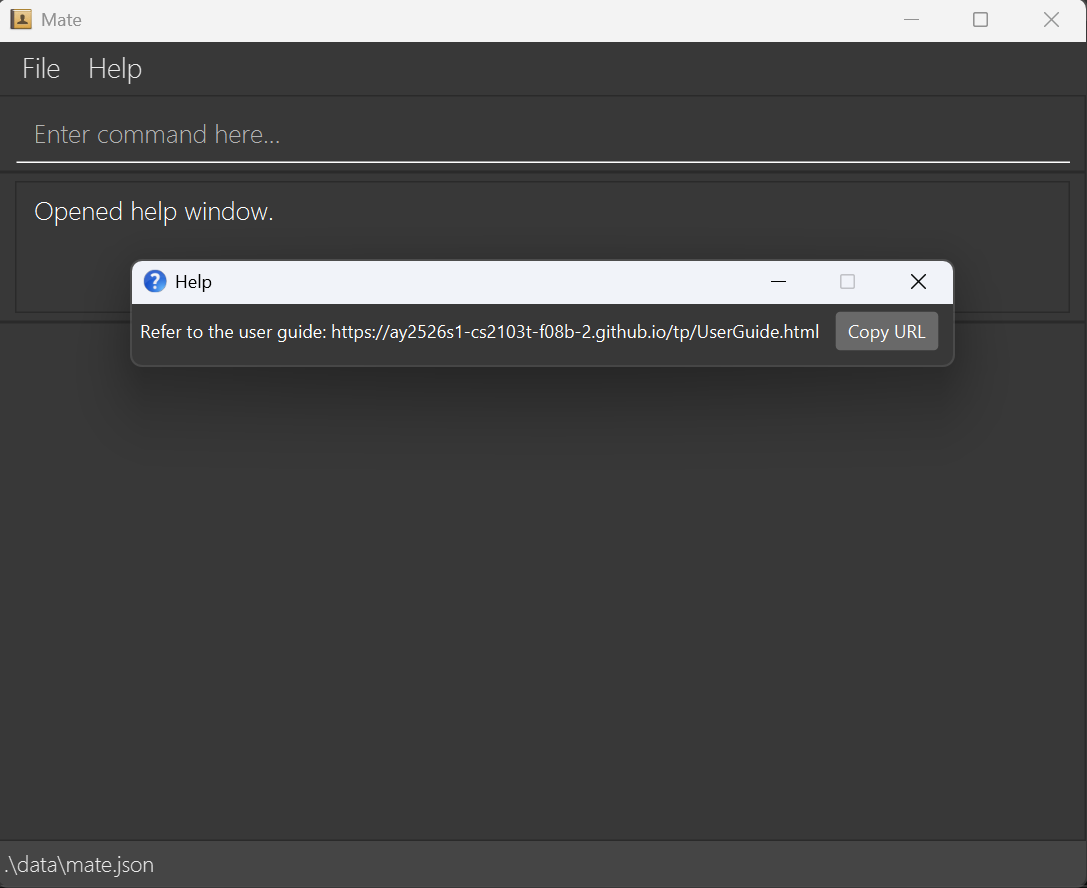 Mate
File Help
Enter command here...
Opened help window.
Help
Refer to the user guide: https://ay2526s1-cs2103t-f08b-2.github.io/tp/UserGuide.html Copy URL
.\data\mate.json